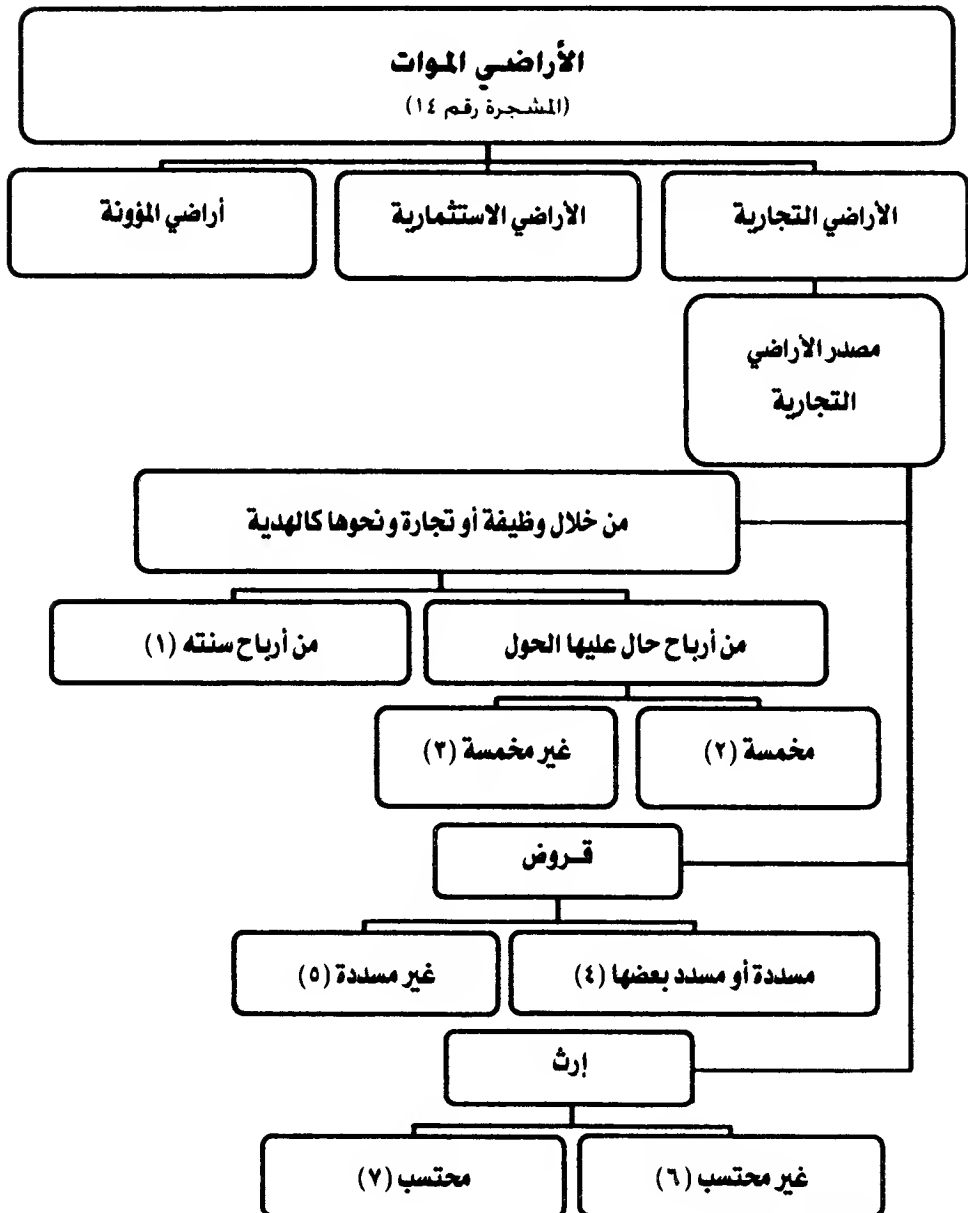 الأراضي الموات
(المشجرة رقم ١٤)
الأراضي التجارية
الأراضي الاستثمارية
أراضي المؤونة
مصدر الأراضي
التجارية
من خلال وظيفة أو تجارة ونحوها كالهدية
من أرباح حال عليها الحول
من أرباح سنته (١)
مخمسة (٢)
غير مخمسة (٣)
قروض
مسددة أو مسدد بعضها (٤)
غير مسددة (٥)
إرث
غير محتسب (٦)
محتسب (٧)